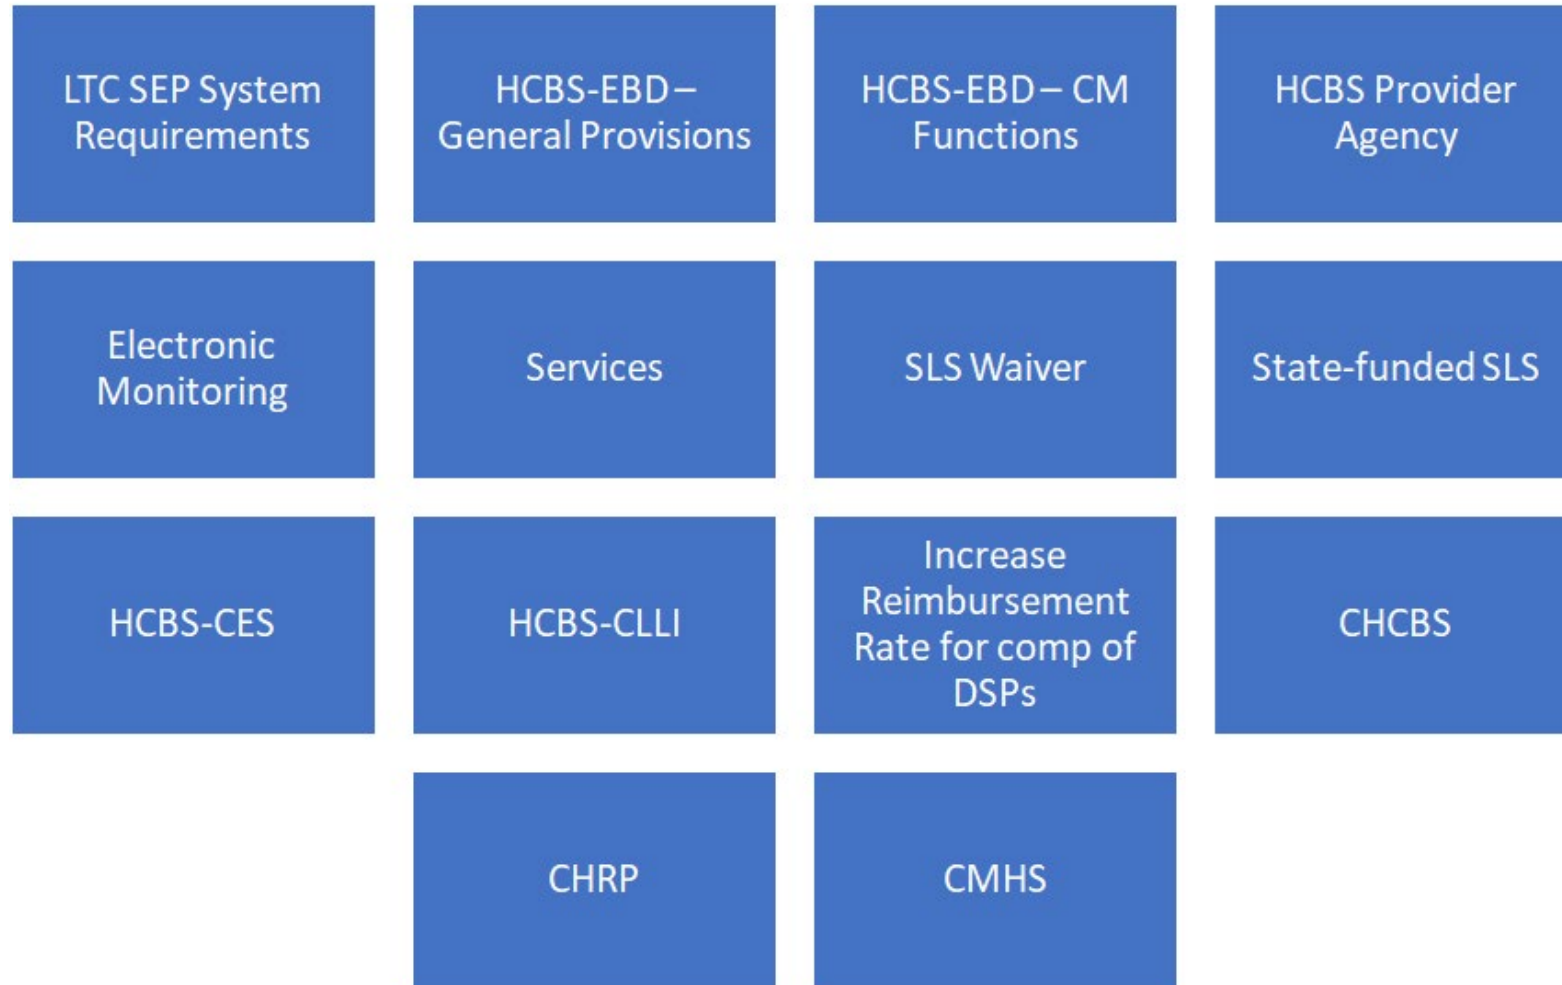 LTC SEP System
Requirements
HCBS-EBD –
General Provisions
HCBS-EBD – CM
Functions
HCBS Provider
Agency
Electronic
Monitoring
Services
SLS Waiver
State-funded SLS
HCBS-CES
HCBS-CLLI
Increase
Reimbursement
Rate for comp of
DSPs
CHCBS
CHRP
CMHS